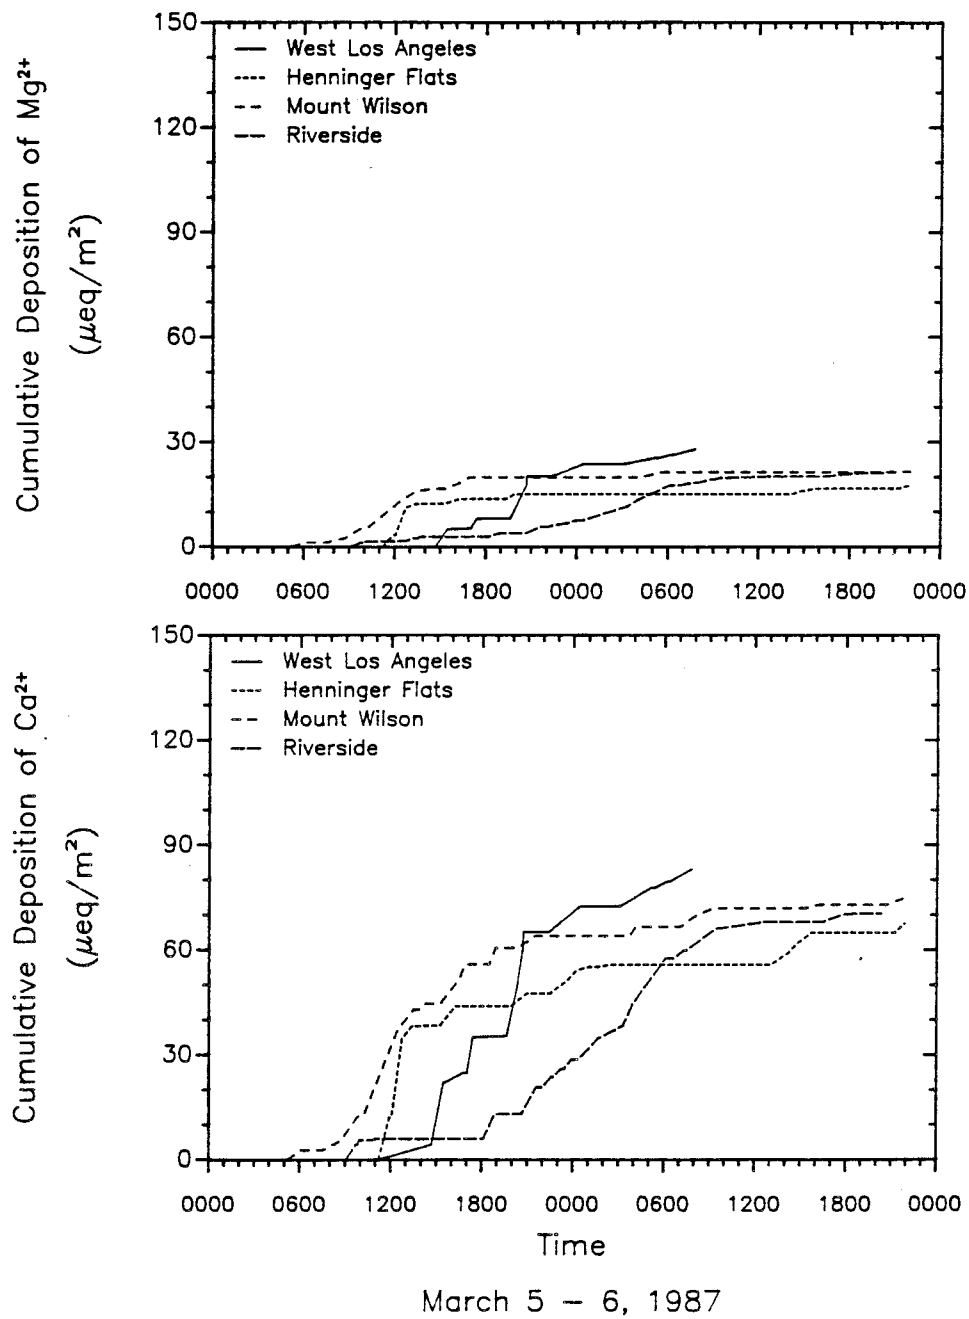 Cumulative Deposition of Mg2+
(μeq/m²)
150
120
90
60
30
0
West Los Angeles
Henninger Flats
Mount Wilson
Riverside
0000 0600 1200 1800 0000 0600 1200 1800 0000
Cumulative Deposition of Ca2+
(μeq/m²)
150
120
90
60
30
0
West Los Angeles
Henninger Flats
Mount Wilson
Riverside
0000 0600 1200 1800 0000 0600 1200 1800 0000
Time
March 5 – 6, 1987